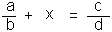 a/b + x = c/d